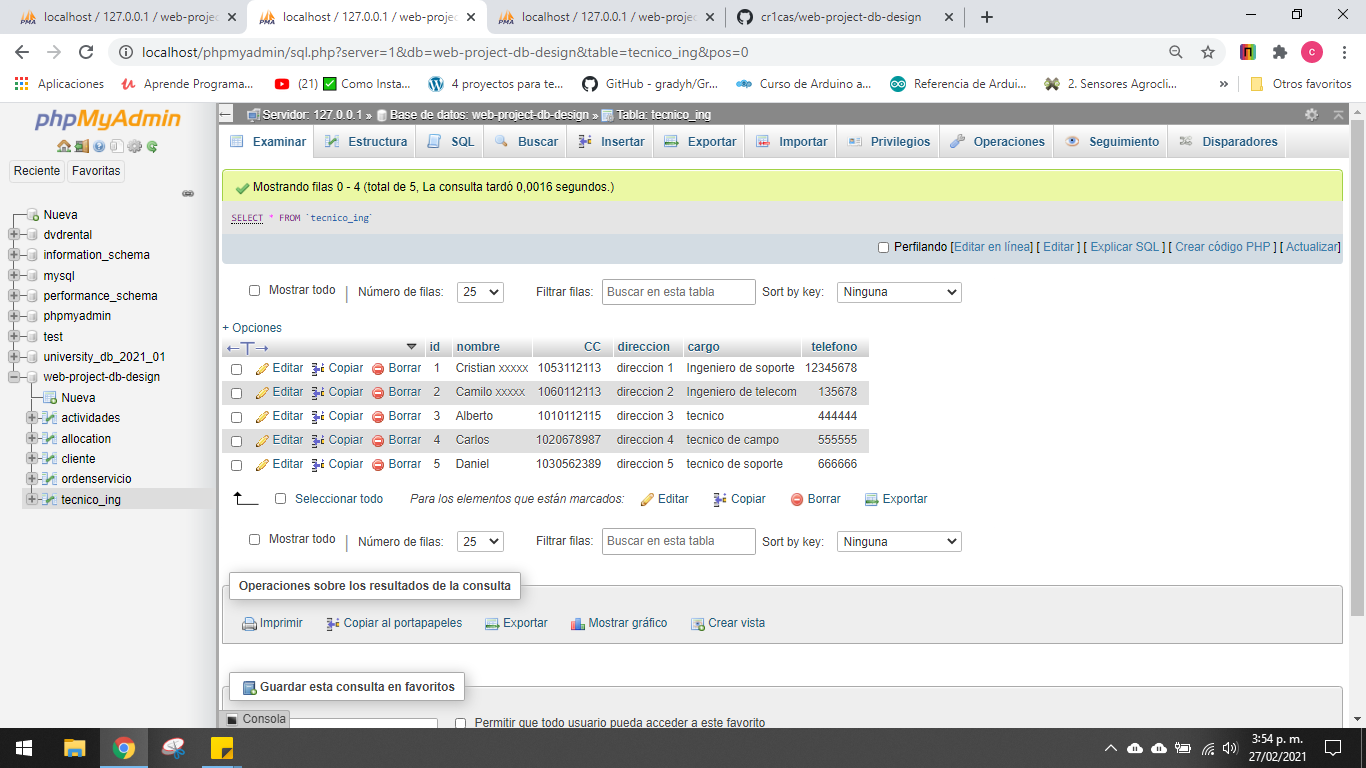 localhost / 127.0.0.1 / web-projec localhost / 127.0.0.1 / web-projec localhost / 127.0.0.1 / web-projec cr1cas/web-project-db-design
localhost/phpmyadmin/sql.php?server=1&db=web-project-db-design&table=tecnico_ing&pos=0 c
Aplicaciones Aprende Programa... (21) Como Insta... 4 proyectos para te... GitHub - gradyh/Gr... Curso de Arduino a... Referencia de Ardui... 2. Sensores Agrocli... » Otros favoritos
phpMyAdmin
Reciente Favoritas
Nueva
dvdrental
information_schema
mysql
performance_schema
phpmyadmin
test
university_db_2021_01
web-project-db-design
Nueva
actividades
allocation
cliente
ordenservicio
tecnico_ing
Servidor: 127.0.0.1 » Base de datos: web-project-db-design » Tabla: tecnico_ing
Examinar Estructura SQL Buscar Insertar Exportar Importar Privilegios Operaciones Seguimiento Disparadores
Mostrando filas 0 - 4 (total de 5, La consulta tardó 0,0016 segundos.)
SELECT * FROM `tecnico_ing`
Perfilando [Editar en línea] [ Editar ] [ Explicar SQL ] [ Crear código PHP ] [ Actualizar]
Mostrar todo | Número de filas: 25 Filtrar filas: Buscar en esta tabla Sort by key: Ninguna
+ Opciones
←T→ id nombre CC direccion cargo telefono
Editar Copiar Borrar 1 Cristian xxxxx 1053112113 direccion 1 Ingeniero de soporte 12345678
Editar Copiar Borrar 2 Camilo xxxxx 1060112113 direccion 2 Ingeniero de telecom 135678
Editar Copiar Borrar 3 Alberto 1010112115 direccion 3 tecnico 444444
Editar Copiar Borrar 4 Carlos 1020678987 direccion 4 tecnico de campo 555555
Editar Copiar Borrar 5 Daniel 1030562389 direccion 5 tecnico de soporte 666666
Seleccionar todo Para los elementos que están marcados: Editar Copiar Borrar Exportar
Mostrar todo | Número de filas: 25 Filtrar filas: Buscar en esta tabla Sort by key: Ninguna
Operaciones sobre los resultados de la consulta
Imprimir Copiar al portapapeles Exportar Mostrar gráfico Crear vista
Guardar esta consulta en favoritos
Consola Permitir que todo usuario pueda acceder a este favorito
3:54 p. m.
27/02/2021